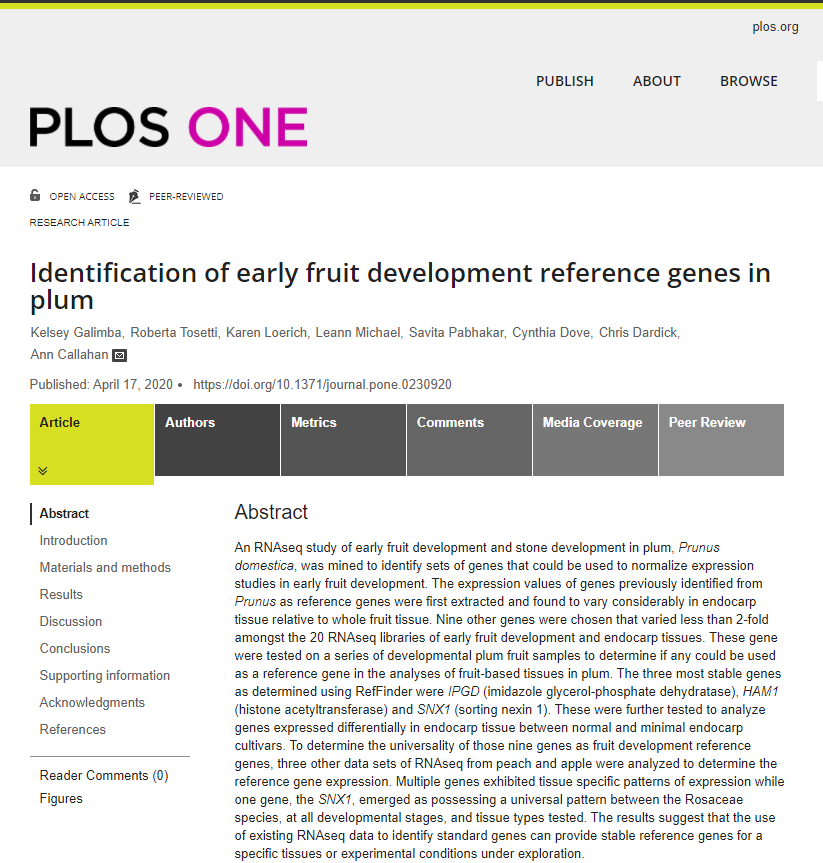 plos.org
PUBLISH ABOUT BROWSE
PLOS ONE
OPEN ACCESS PEER-REVIEWED
RESEARCH ARTICLE
Identification of early fruit development reference genes in
plum
Kelsey Galimba, Roberta Tosetti, Karen Loerich, Leann Michael, Savita Pabhakar, Cynthia Dove, Chris Dardick,
Ann Callahan
Published: April 17, 2020 • https://doi.org/10.1371/journal.pone.0230920
Article Authors Metrics Comments Media Coverage Peer Review
Abstract
Introduction
Materials and methods
Results
Discussion
Conclusions
Supporting information
Acknowledgments
References
Reader Comments (0)
Figures
Abstract
An RNAseq study of early fruit development and stone development in plum, Prunus
domestica, was mined to identify sets of genes that could be used to normalize expression
studies in early fruit development. The expression values of genes previously identified from
Prunus as reference genes were first extracted and found to vary considerably in endocarp
tissue relative to whole fruit tissue. Nine other genes were chosen that varied less than 2-fold
amongst the 20 RNAseq libraries of early fruit development and endocarp tissues. These gene
were tested on a series of developmental plum fruit samples to determine if any could be used
as a reference gene in the analyses of fruit-based tissues in plum. The three most stable genes
as determined using RefFinder were IPGD (imidazole glycerol-phosphate dehydratase), HAM1
(histone acetyltransferase) and SNX1 (sorting nexin 1). These were further tested to analyze
genes expressed differentially in endocarp tissue between normal and minimal endocarp
cultivars. To determine the universality of those nine genes as fruit development reference
genes, three other data sets of RNAseq from peach and apple were analyzed to determine the
reference gene expression. Multiple genes exhibited tissue specific patterns of expression while
one gene, the SNX1, emerged as possessing a universal pattern between the Rosaceae
species, at all developmental stages, and tissue types tested. The results suggest that the use
of existing RNAseq data to identify standard genes can provide stable reference genes for a
specific tissues or experimental conditions under exploration.